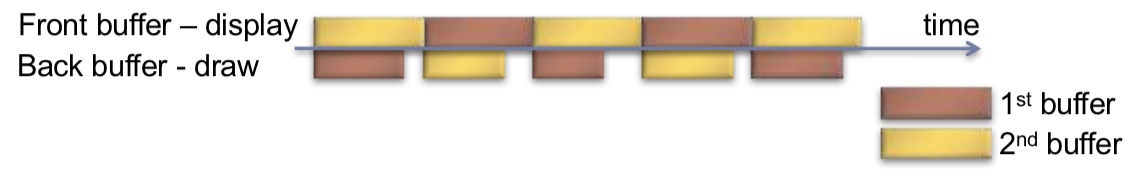 Front buffer – display
time
Back buffer - draw
1st buffer
2nd buffer